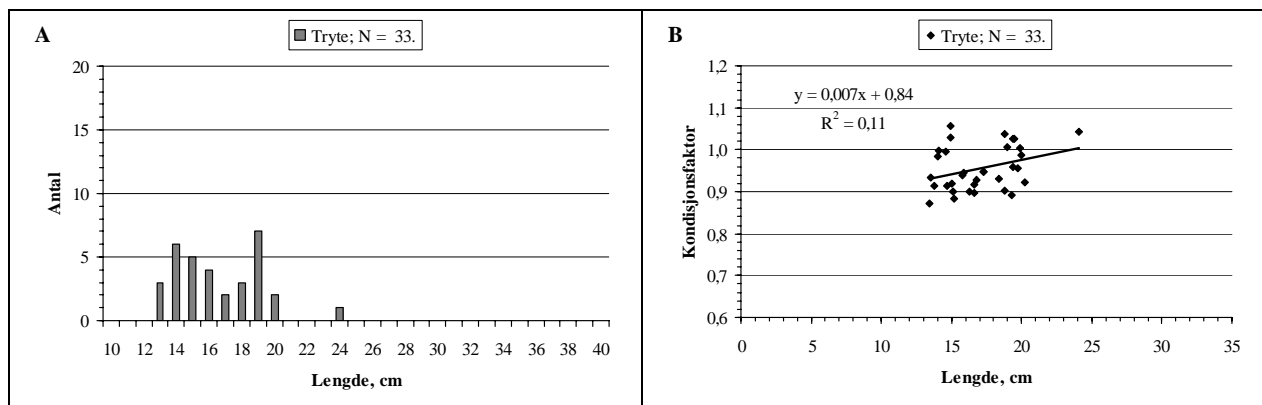 A
Tryte; N = 33.
20
15
10
5
0
Antal
10 12 14 16 18 20 22 24 26 28 30 32 34 36 38 40
Lengde, cm
B
Tryte; N = 33.
y = 0,007x + 0,84
R² = 0,11
1,2
1,1
1,0
0,9
0,8
0,7
0,6
Kondisjonsfaktor
0 5 10 15 20 25 30 35
Lengde, cm